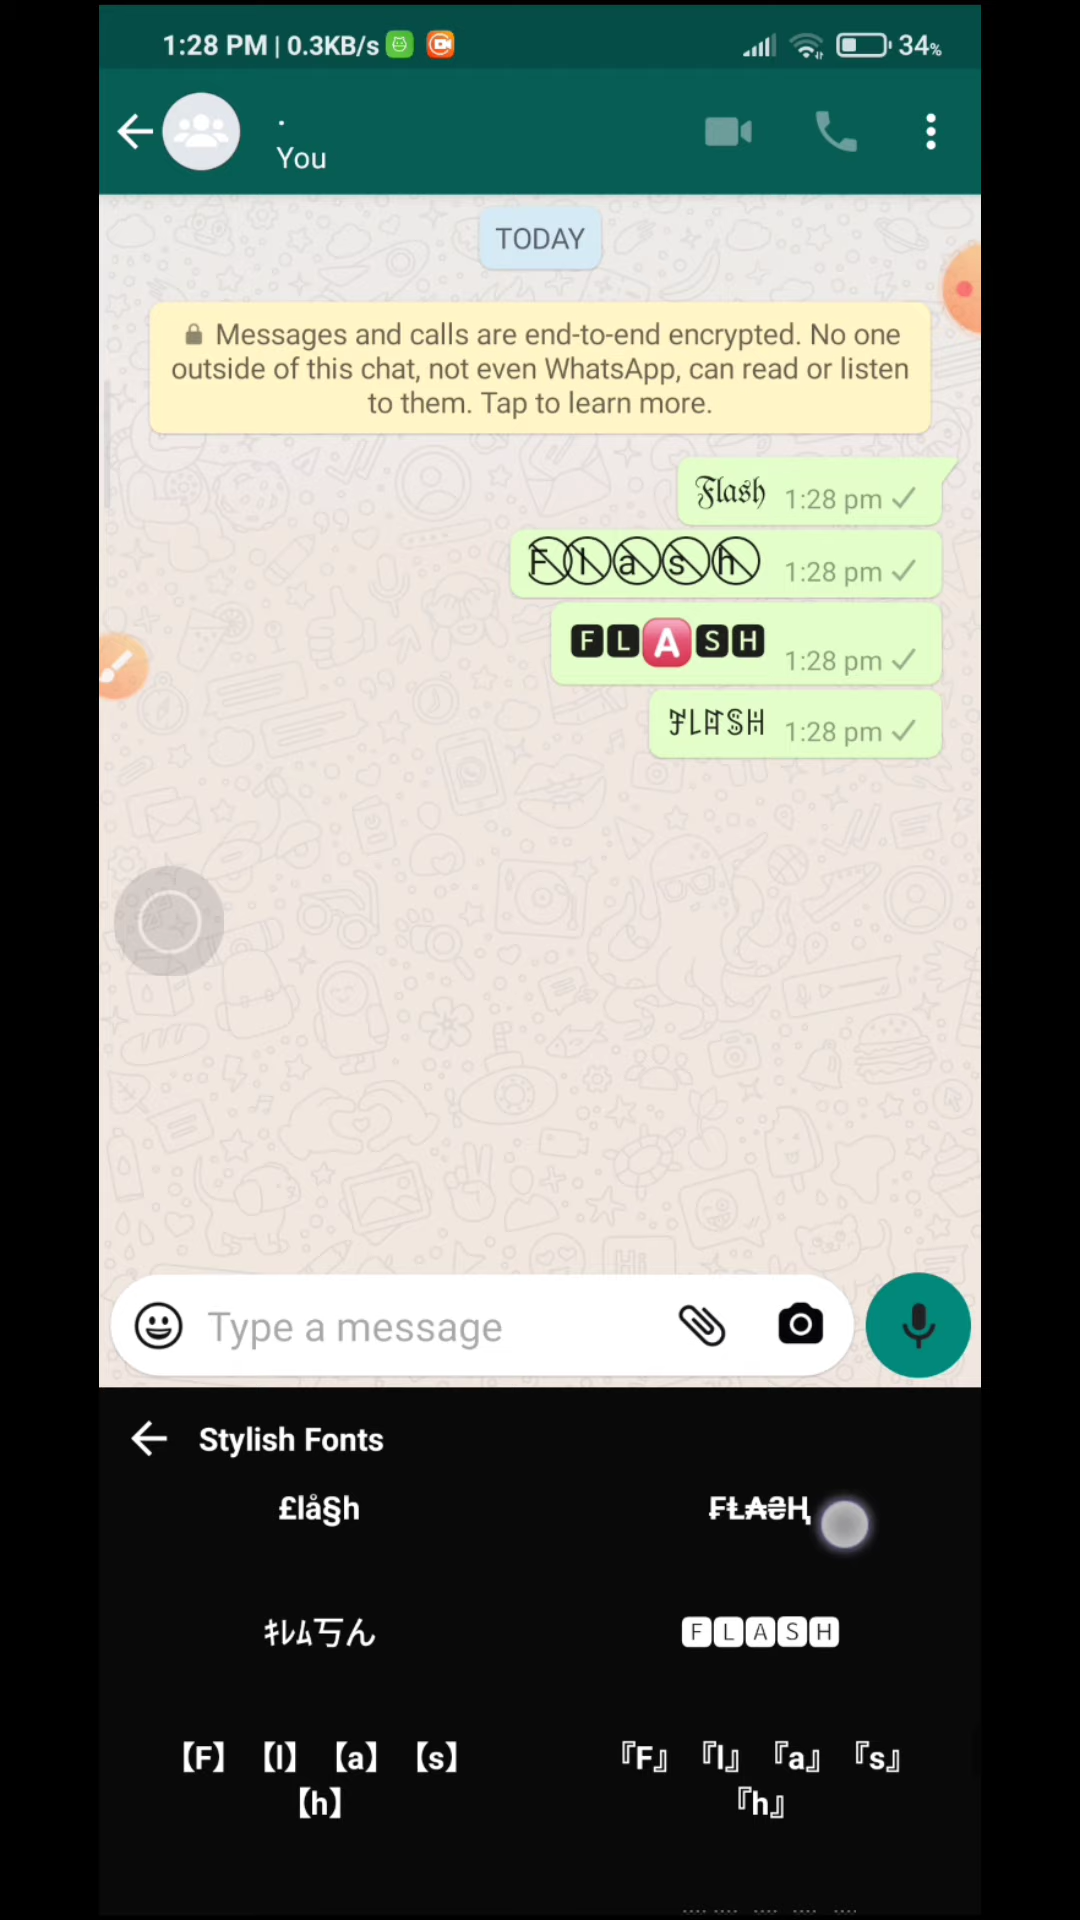 1:28 PM | 0.3KB/s 34%
.
You
TODAY
Messages and calls are end-to-end encrypted. No one
outside of this chat, not even WhatsApp, can read or listen
to them. Tap to learn more.
𝔉𝔩𝔞𝔰𝔥 1:28 pm
F⃠l⃠a⃠s⃠h⃠ 1:28 pm
🅵🅻🅰️🆂🅷 1:28 pm
ꟻLASH 1:28 pm
Type a message
Stylish Fonts
£lå§h ₣Ł₳₴Ⱨ
ｷﾚﾑ丂ん 🄵🄻🄰🅂🄷
【F】【l】【a】【s】 『F』『l』『a』『s』
【h】 『h』